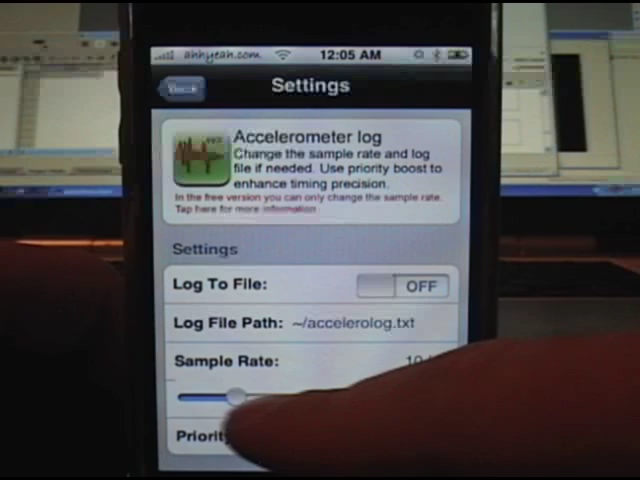 ahhyeah.com 12:05 AM
Back Settings
Accelerometer log
Change the sample rate and log
file if needed. Use priority boost to
enhance timing precision.
In the free version you can only change the sample rate.
Tap here for more information
Settings
Log To File: OFF
Log File Path: ~/accelerolog.txt
Sample Rate: 10
Priority